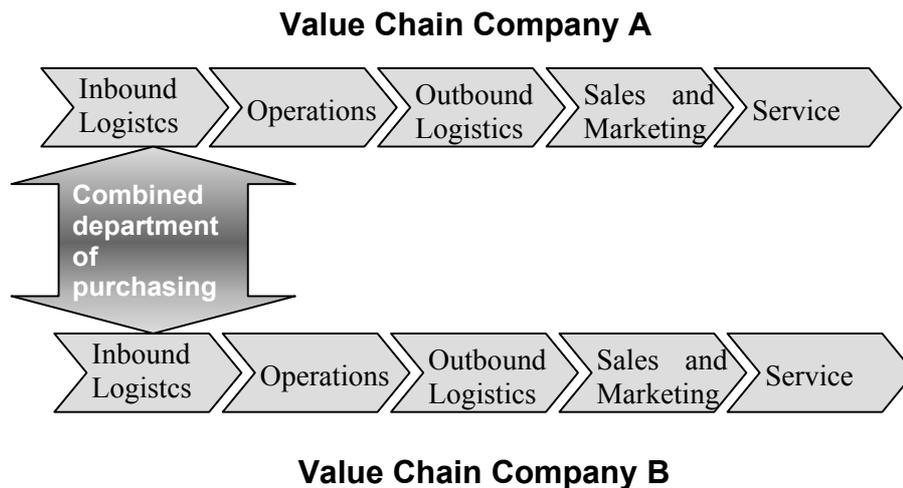 Value Chain Company A
Inbound
Logistcs
Operations
Outbound
Logistics
Sales and
Marketing
Service
Combined
department
of
purchasing
Inbound
Logistcs
Operations
Outbound
Logistics
Sales and
Marketing
Service
Value Chain Company B